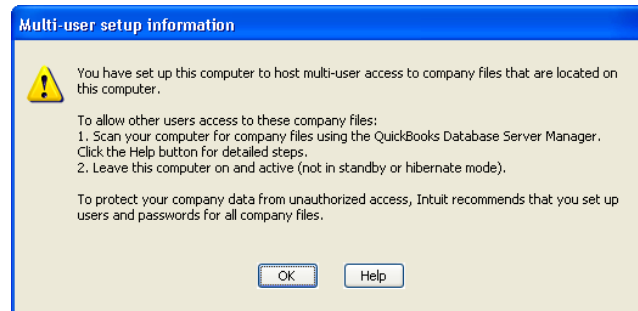 Multi-user setup information
You have set up this computer to host multi-user access to company files that are located on
this computer.
To allow other users access to these company files:
1. Scan your computer for company files using the QuickBooks Database Server Manager.
Click the Help button for detailed steps.
2. Leave this computer on and active (not in standby or hibernate mode).
To protect your company data from unauthorized access, Intuit recommends that you set up
users and passwords for all company files.
OK Help